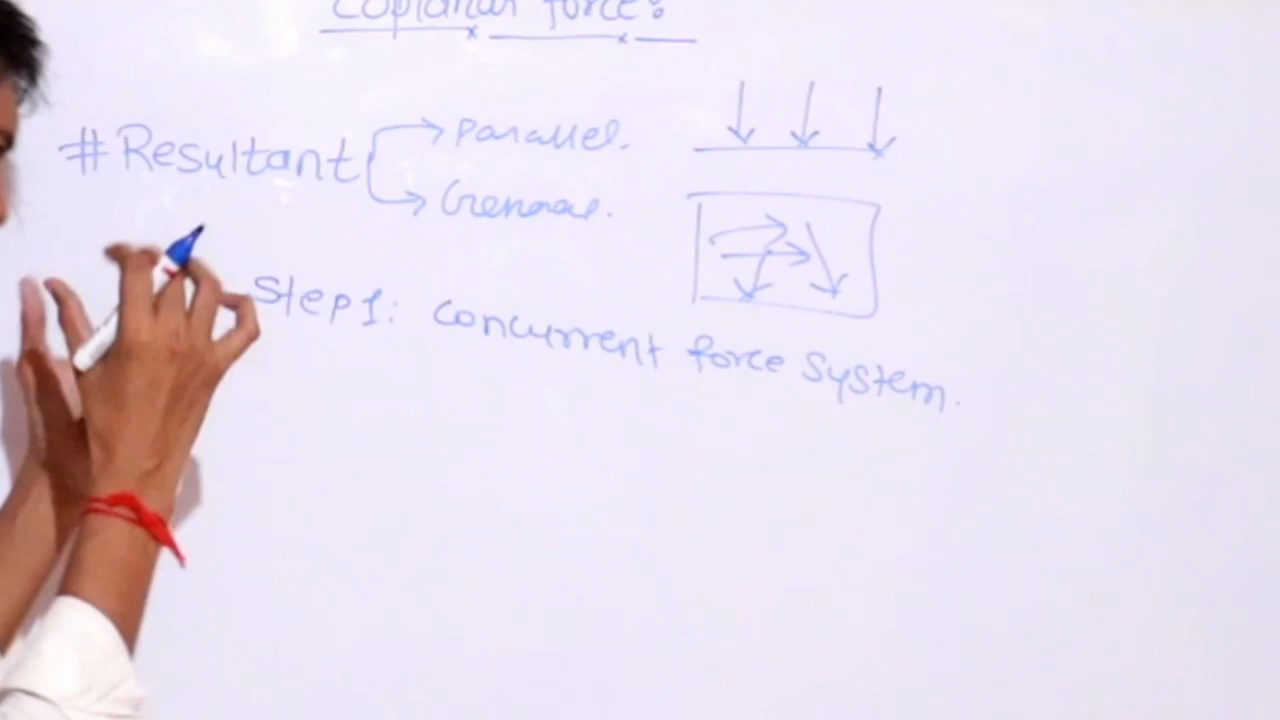 Coplanar force:
#Resultant → Parallel.
→ General.
Step1: Concurrent force System.